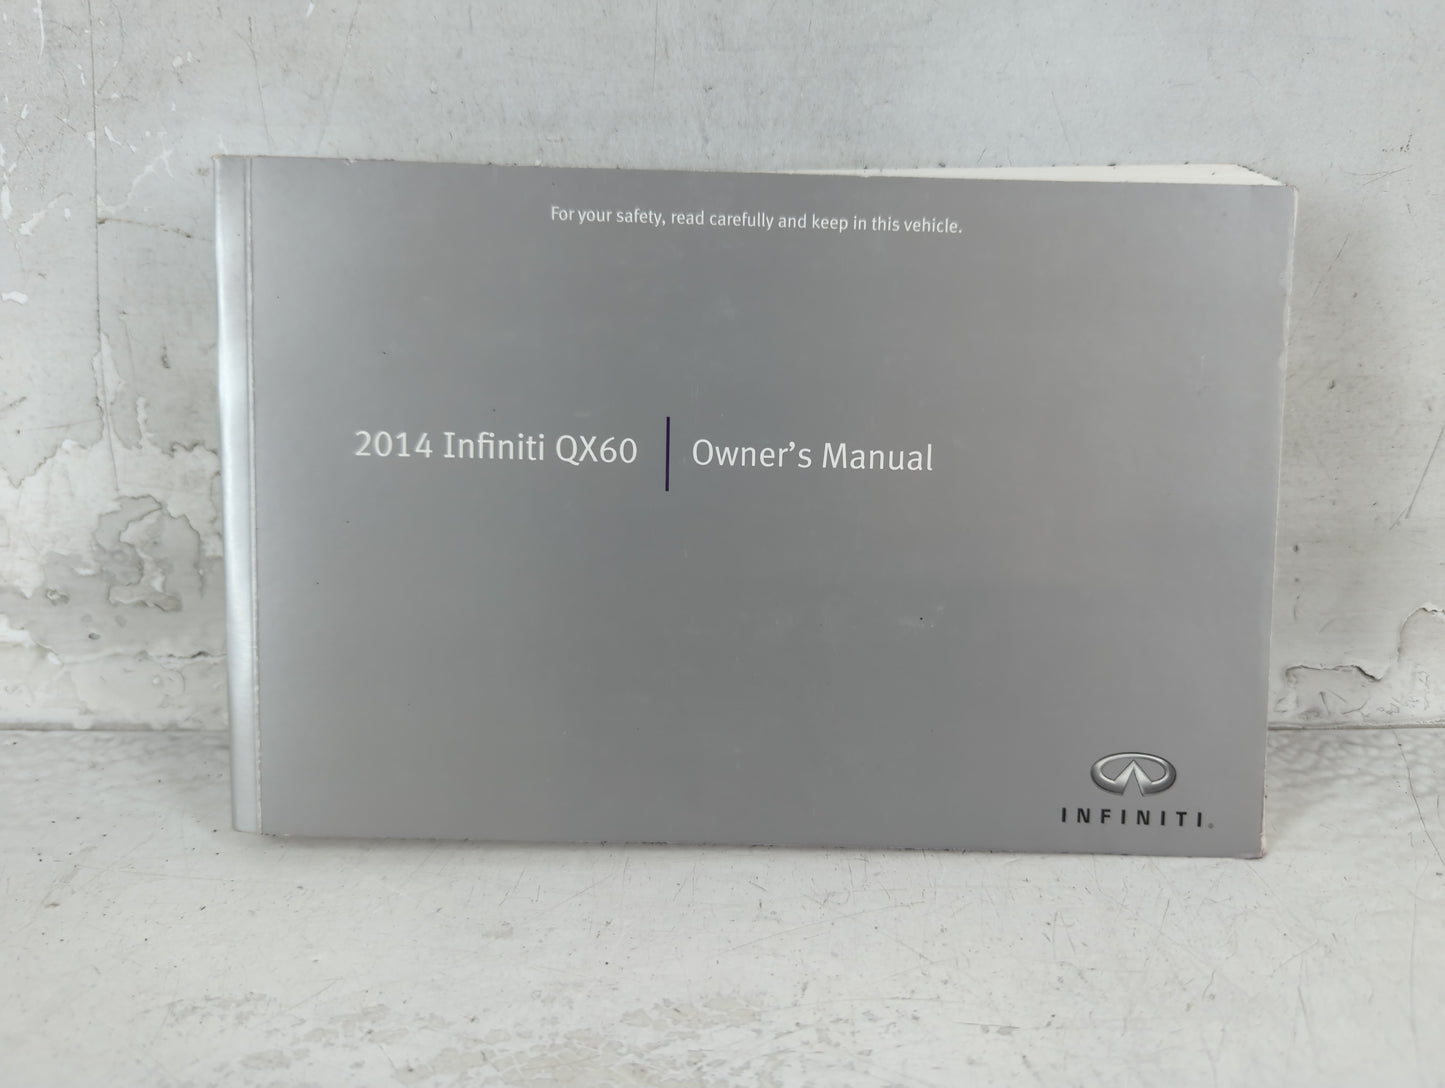 For your safety, read carefully and keep in this vehicle.
2014 Infiniti QX60 | Owner's Manual
INFINITI®